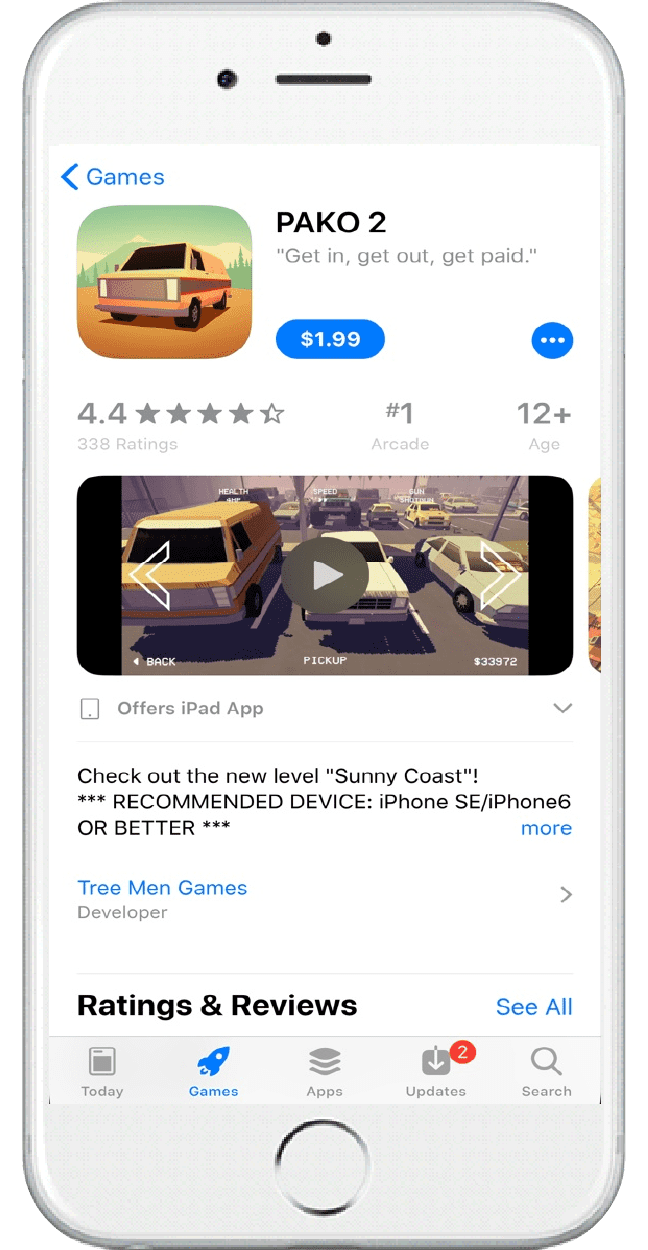 Games
PAKO 2
"Get in, get out, get paid."
$1.99
4.4
#1
12+
338 Ratings
Arcade
Age
HEALTH
SPEED
GUN
4HP
SHOTGUN
BACK
PICKUP
$33972
Offers iPad App
Check out the new level "Sunny Coast"!
*** RECOMMENDED DEVICE: iPhone SE/iPhone6
OR BETTER ***
more
Tree Men Games
Developer
Ratings & Reviews
See All
2
Today
Games
Apps
Updates
Search